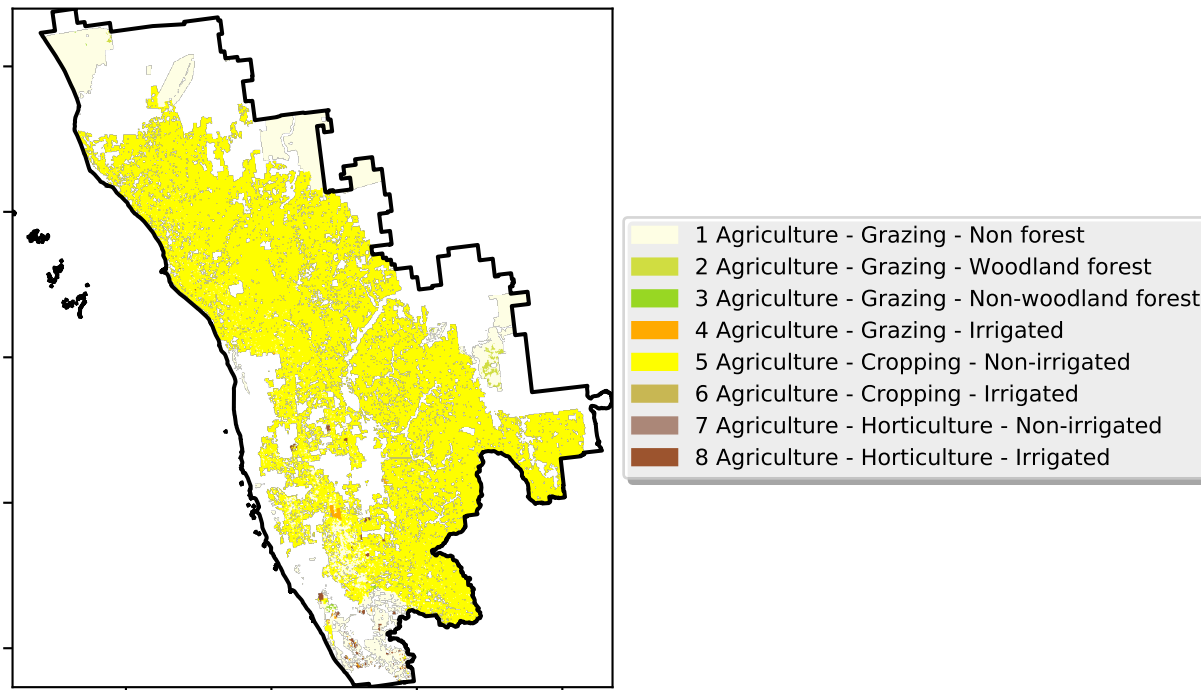 1 Agriculture - Grazing - Non forest
2 Agriculture - Grazing - Woodland forest
3 Agriculture - Grazing - Non-woodland forest
4 Agriculture - Grazing - Irrigated
5 Agriculture - Cropping - Non-irrigated
6 Agriculture - Cropping - Irrigated
7 Agriculture - Horticulture - Non-irrigated
8 Agriculture - Horticulture - Irrigated